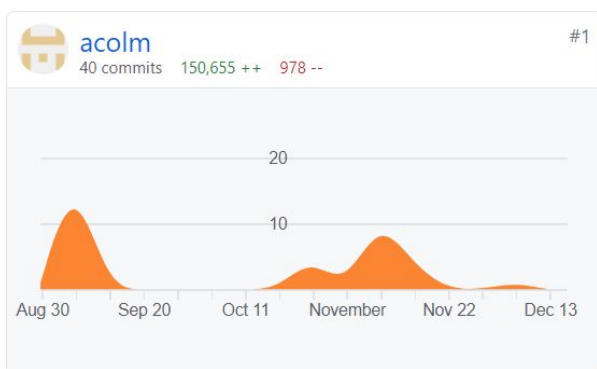 acolm
#1
40 commits 150,655 ++ 978 --
20
10
Aug 30 Sep 20 Oct 11 November Nov 22 Dec 13